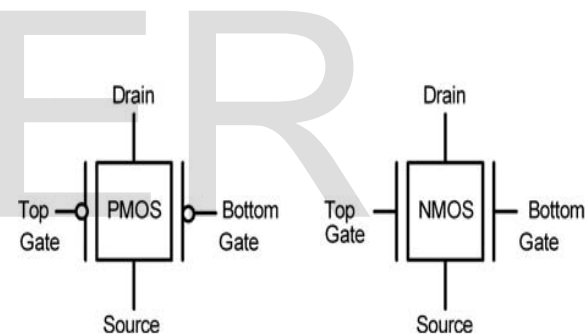 ER
Drain
Drain
Top
Gate
PMOS
Bottom
Gate
Top
Gate
NMOS
Bottom
Gate
Source
Source